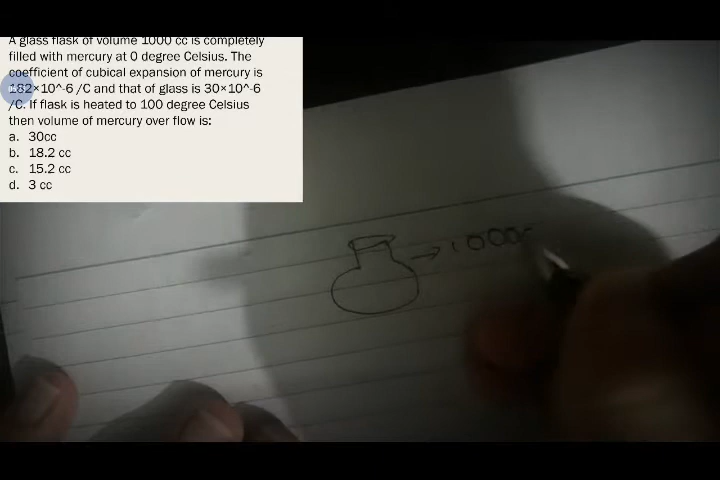 A glass flask of volume 1000 cc is completely
filled with mercury at 0 degree Celsius. The
coefficient of cubical expansion of mercury is
182×10^-6 /C and that of glass is 30×10^-6
/C. If flask is heated to 100 degree Celsius
then volume of mercury over flow is:
a. 30cc
b. 18.2 cc
c. 15.2 cc
d. 3 cc
→ 1000